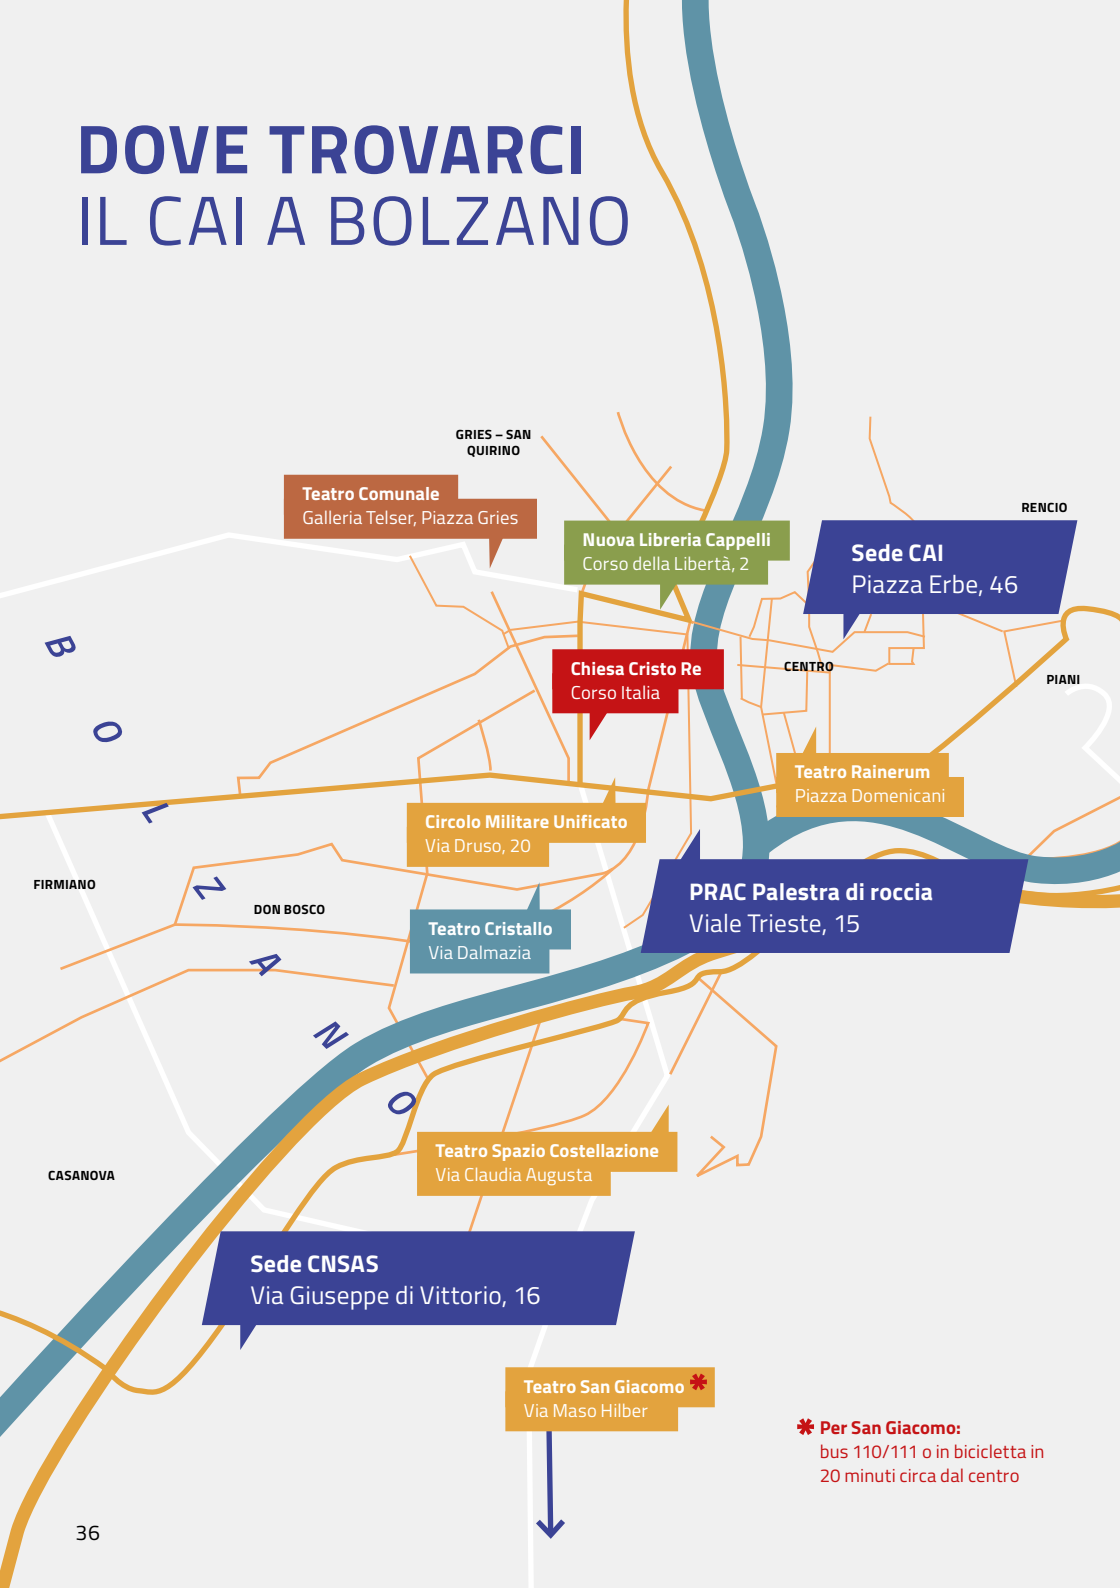 DOVE TROVARCI
IL CAI A BOLZANO
GRIES – SAN
QUIRINO
Teatro Comunale
Galleria Telser, Piazza Gries
RENCIO
Nuova Libreria Cappelli
Corso della Libertà, 2
Sede CAI
Piazza Erbe, 46
BOLZANO
Chiesa Cristo Re
Corso Italia
CENTRO
PIANI
Teatro Rainerum
Piazza Domenicani
Circolo Militare Unificato
Via Druso, 20
FIRMIANO
DON BOSCO
PRAC Palestra di roccia
Viale Trieste, 15
Teatro Cristallo
Via Dalmazia
Teatro Spazio Costellazione
Via Claudia Augusta
CASANOVA
Sede CNSAS
Via Giuseppe di Vittorio, 16
Teatro San Giacomo *
Via Maso Hilber
* Per San Giacomo:
bus 110/111 o in bicicletta in
20 minuti circa dal centro
36